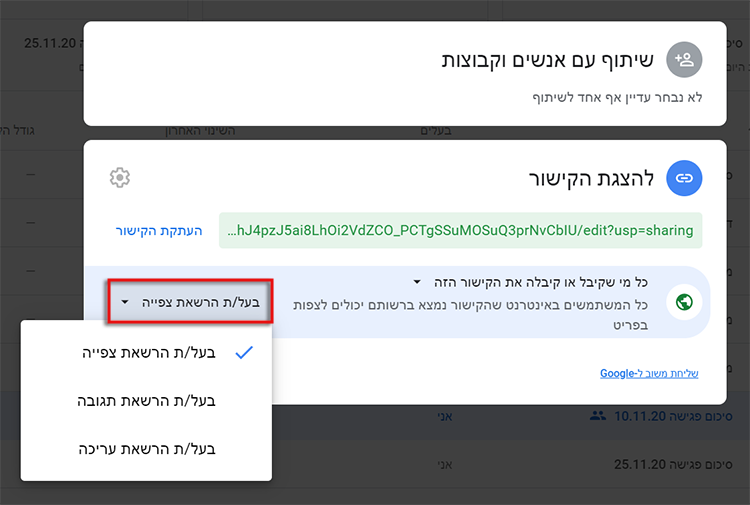 סיכום פגישה 25.11.20
שיתוף עם אנשים וקבוצות
לא נבחר עדיין אף אחד לשיתוף
בעלים
השינוי האחרון
גודל
להצגת הקישור
העתקת הקישור
...hJ4pzJ5ai8LhOi2VdZCO_PCTgSSuMOSuQ3prNvCbIU/edit?usp=sharing
כל מי שקיבל או קיבלה את הקישור הזה
בעל/ת הרשאת צפייה
כל המשתמשים באינטרנט שהקישור נמצא ברשותם יכולים לצפות
בפריט
בעל/ת הרשאת צפייה
בעל/ת הרשאת תגובה
בעל/ת הרשאת עריכה
שליחת משוב ל-Google
סיכום פגישה 10.11.20
אני
סיכום פגישה 25.11.20
אני